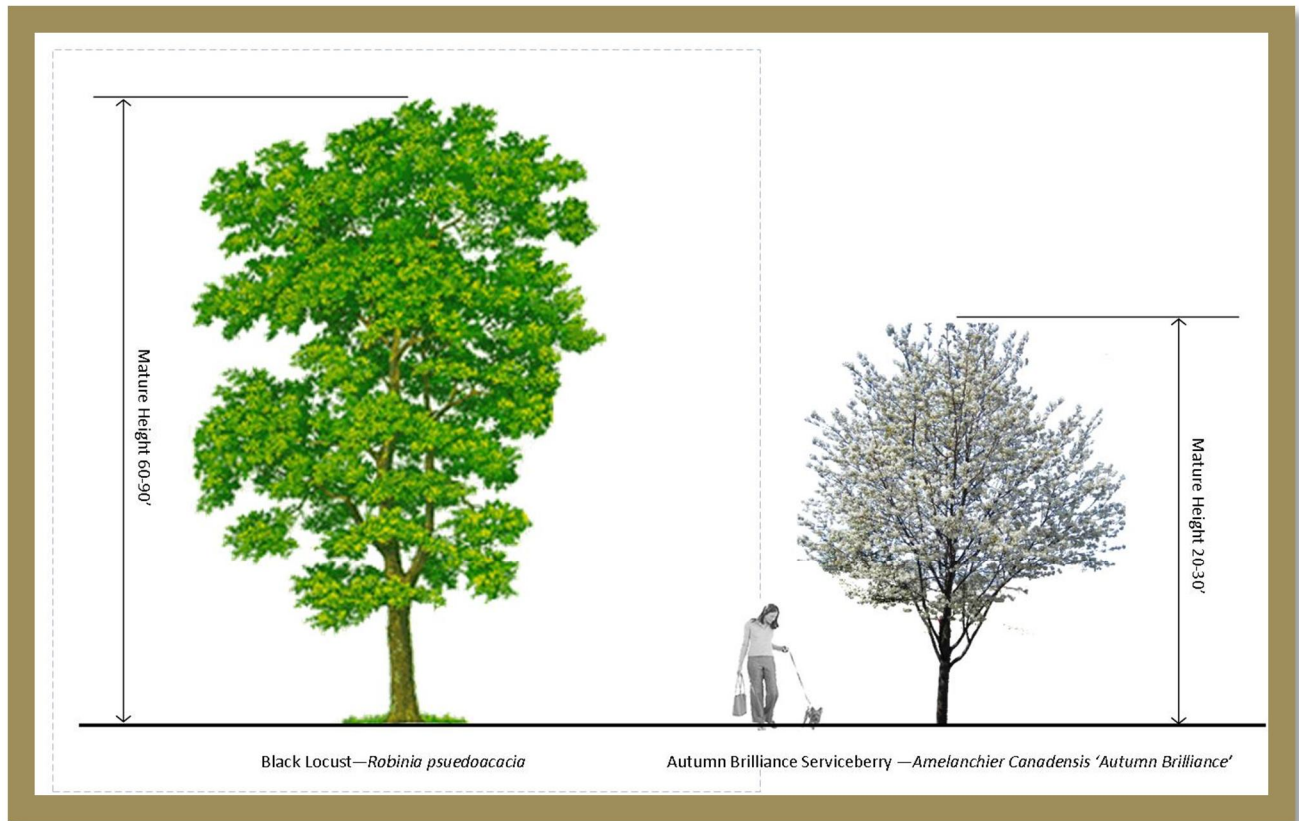 Mature Height 60-90’
Mature Height 20-30’
Black Locust—Robinia psuedoacacia
Autumn Brilliance Serviceberry —Amelanchier Canadensis ‘Autumn Brilliance’